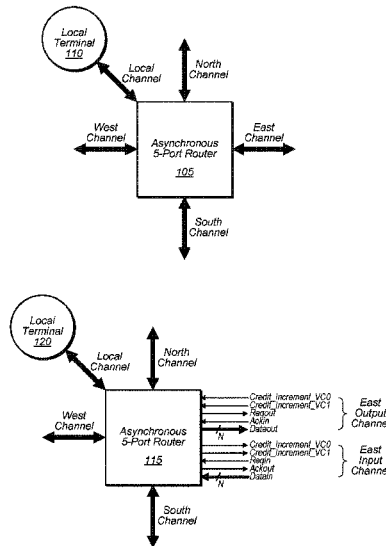 Local
Terminal
110
Local
Channel
North
Channel
West
Channel
East
Channel
Asynchronous
5-Port Router
105
South
Channel
Local
Terminal
120
Local
Channel
North
Channel
West
Channel
Asynchronous
5-Port Router
115
South
Channel
Credit_Increment_VC0
Credit_Increment_VC1
Reqout
Ackin
Dataout
N
East
Output
Channel
Credit_Increment_VC0
Credit_Increment_VC1
Reqin
Ackout
Datain
N
East
Input
Channel